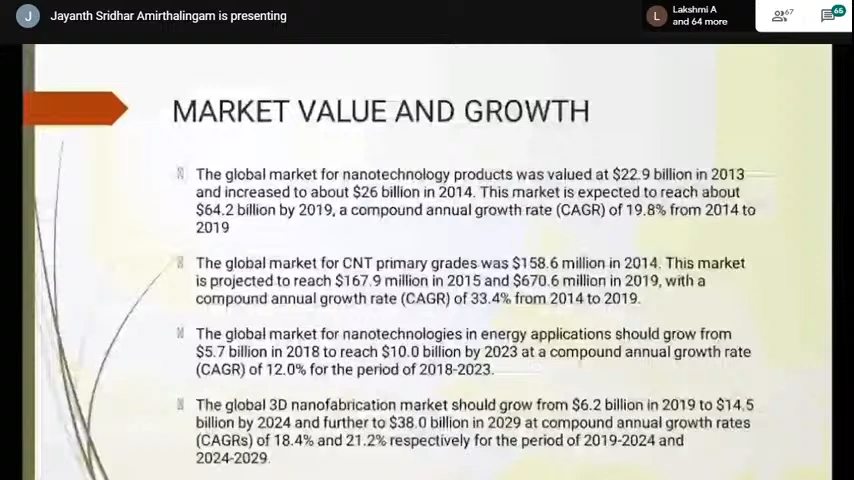 J Jayanth Sridhar Amirthalingam is presenting
L Lakshmi A
and 64 more
67
65
MARKET VALUE AND GROWTH
The global market for nanotechnology products was valued at $22.9 billion in 2013
and increased to about $26 billion in 2014. This market is expected to reach about
$64.2 billion by 2019, a compound annual growth rate (CAGR) of 19.8% from 2014 to
2019
The global market for CNT primary grades was $158.6 million in 2014. This market
is projected to reach $167.9 million in 2015 and $670.6 million in 2019, with a
compound annual growth rate (CAGR) of 33.4% from 2014 to 2019.
The global market for nanotechnologies in energy applications should grow from
$5.7 billion in 2018 to reach $10.0 billion by 2023 at a compound annual growth rate
(CAGR) of 12.0% for the period of 2018-2023.
The global 3D nanofabrication market should grow from $6.2 billion in 2019 to $14.5
billion by 2024 and further to $38.0 billion in 2029 at compound annual growth rates
(CAGRs) of 18.4% and 21.2% respectively for the period of 2019-2024 and
2024-2029.